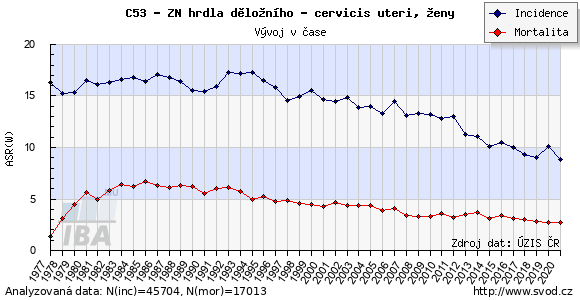 C53 - ZN hrdla děložního - cervicis uteri, ženy
Vývoj v čase
Incidence
Mortalita
ASR(W)
20
15
10
5
0
IBA
Zdroj dat: ÚZIS ČR
1977 1978 1979 1980 1981 1982 1983 1984 1985 1986 1987 1988 1989 1990 1991 1992 1993 1994 1995 1996 1997 1998 1999 2000 2001 2002 2003 2004 2005 2006 2007 2008 2009 2010 2011 2012 2013 2014 2015 2016 2017 2018 2019 2020
Analyzovaná data: N(inc)=45704, N(mor)=17013
http://www.svod.cz